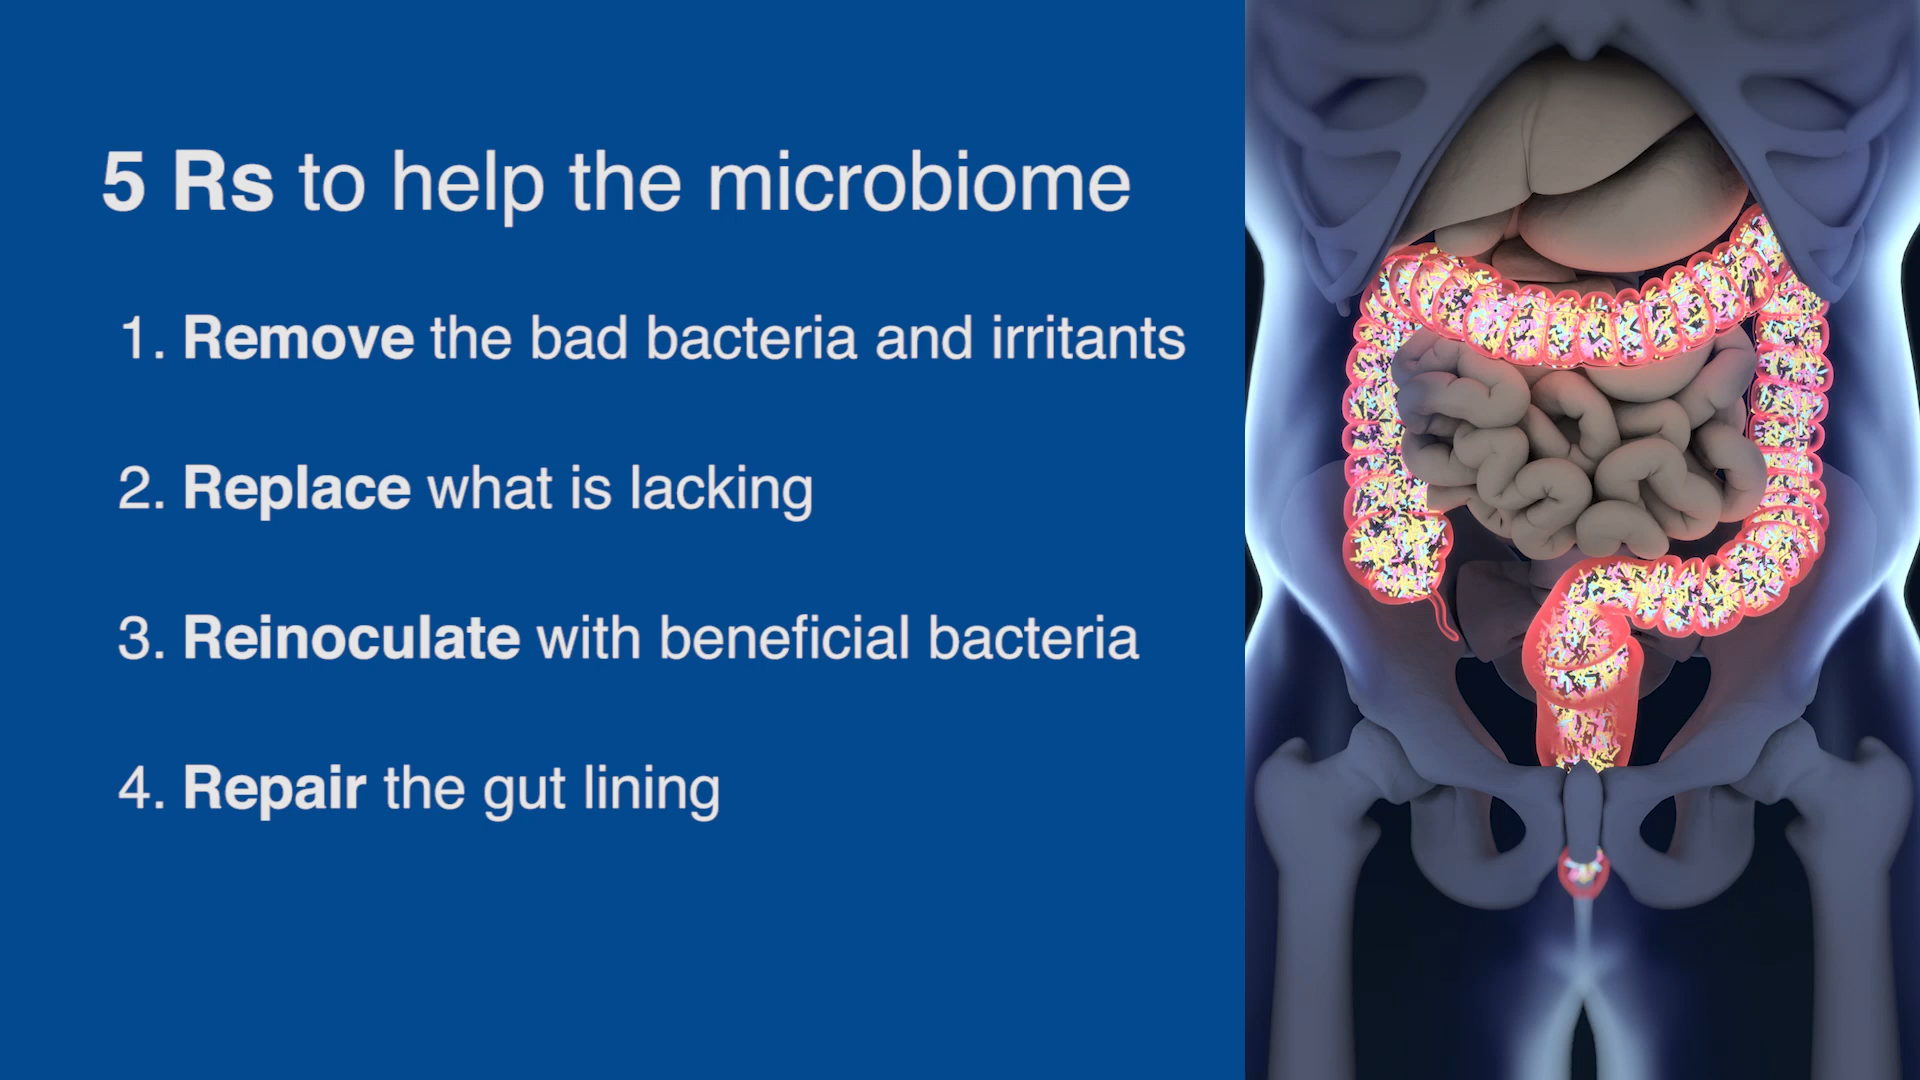 5 Rs to help the microbiome
1. Remove the bad bacteria and irritants
2. Replace what is lacking
3. Reinoculate with beneficial bacteria
4. Repair the gut lining